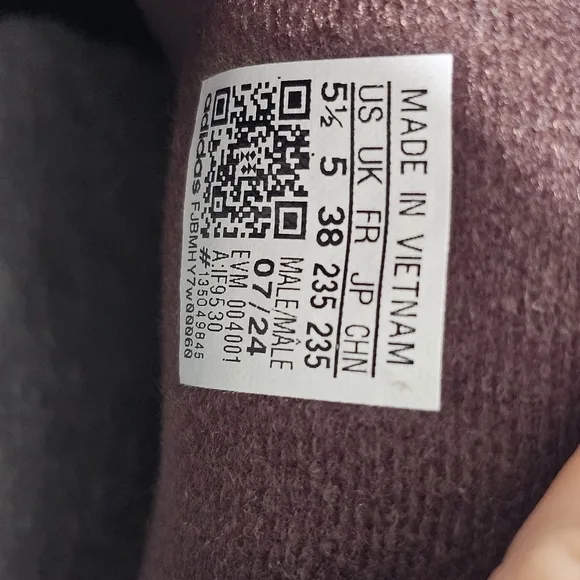 MADE IN VIETNAM
US UK FR JP CHN
5½ 5 38 235 235
MALE/MÂLE
07/24
EVM 004001
A:IF9530
#135049845
adidas FJBMHY7W00060